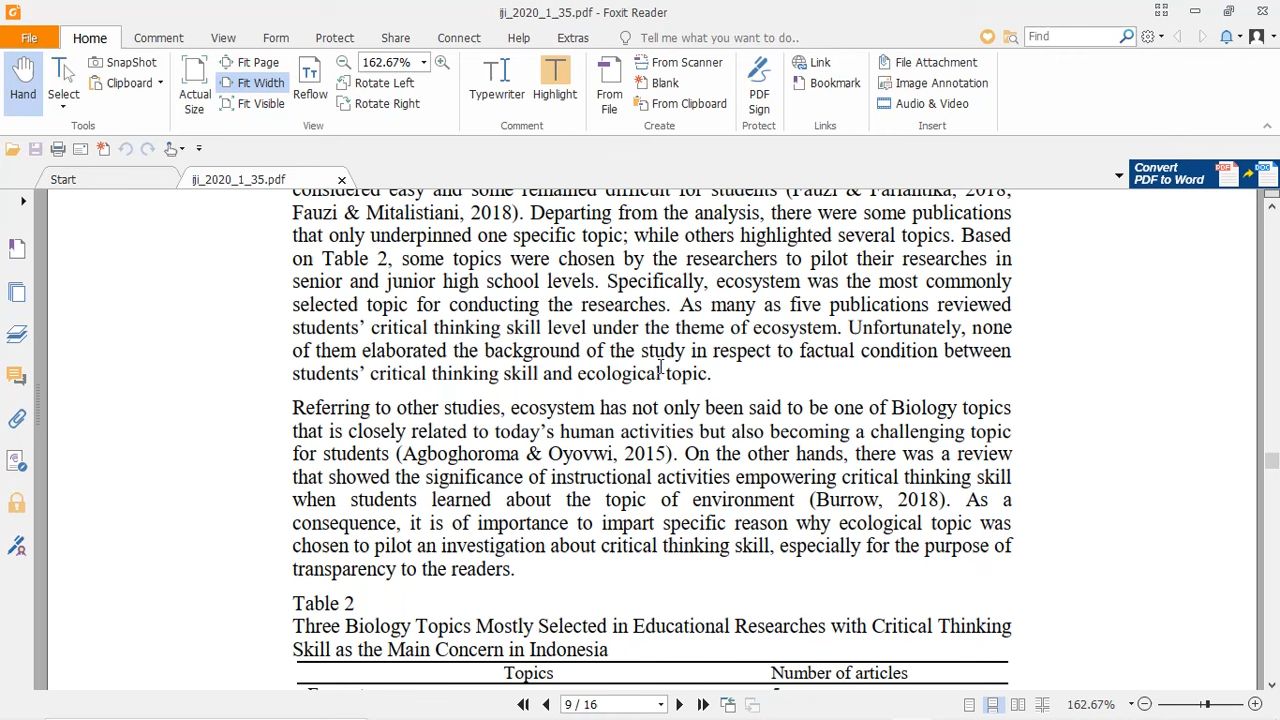 iji_2020_1_35.pdf - Foxit Reader
File Home Comment View Form Protect Share Connect Help Extras Tell me what you want to do... Find
Hand Select SnapShot Clipboard Actual Size Fit Page Fit Width Fit Visible Reflow 162.67% Rotate Left Rotate Right Typewriter Highlight From File From Scanner Blank From Clipboard PDF Sign Link Bookmark File Attachment Image Annotation Audio & Video
Tools View Comment Create Protect Links Insert
Start iji_2020_1_35.pdf Convert PDF to Word
considered easy and some remained difficult for students (Fauzi & Fariantika, 2018;
Fauzi & Mitalistiani, 2018). Departing from the analysis, there were some publications
that only underpinned one specific topic; while others highlighted several topics. Based
on Table 2, some topics were chosen by the researchers to pilot their researches in
senior and junior high school levels. Specifically, ecosystem was the most commonly
selected topic for conducting the researches. As many as five publications reviewed
students’ critical thinking skill level under the theme of ecosystem. Unfortunately, none
of them elaborated the background of the study in respect to factual condition between
students’ critical thinking skill and ecological topic.
Referring to other studies, ecosystem has not only been said to be one of Biology topics
that is closely related to today’s human activities but also becoming a challenging topic
for students (Agboghoroma & Oyovwi, 2015). On the other hands, there was a review
that showed the significance of instructional activities empowering critical thinking skill
when students learned about the topic of environment (Burrow, 2018). As a
consequence, it is of importance to impart specific reason why ecological topic was
chosen to pilot an investigation about critical thinking skill, especially for the purpose of
transparency to the readers.
Table 2
Three Biology Topics Mostly Selected in Educational Researches with Critical Thinking
Skill as the Main Concern in Indonesia
Topics Number of articles
9 / 16 162.67%